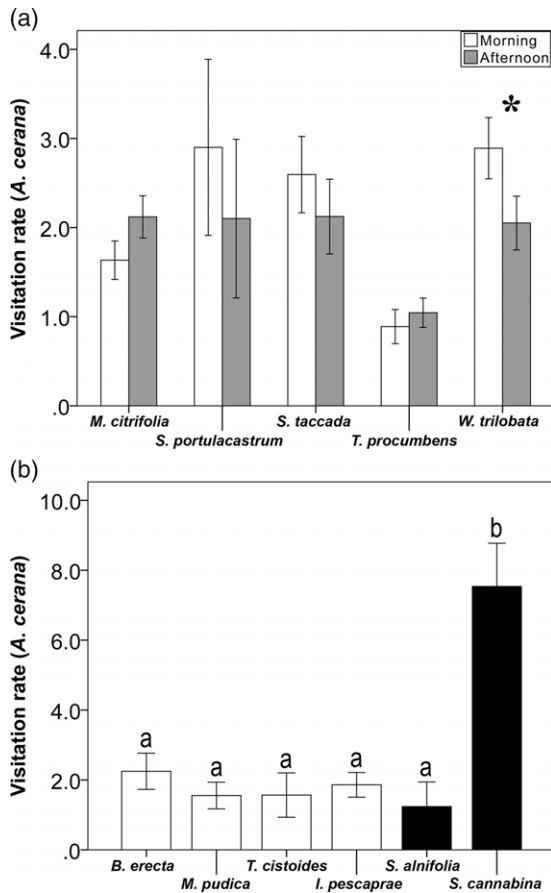 (a)
Visitation rate (A. cerana)
4.0
3.0
2.0
1.0
.0
Morning
Afternoon
*
M. citrifolia
S. portulacastrum
S. taccada
T. procumbens
W. trilobata
(b)
Visitation rate (A. cerana)
10.0
8.0
6.0
4.0
2.0
.0
a
a
a
a
a
b
B. erecta
M. pudica
T. cistoides
I. pescaprae
S. alnifolia
S. cannabina